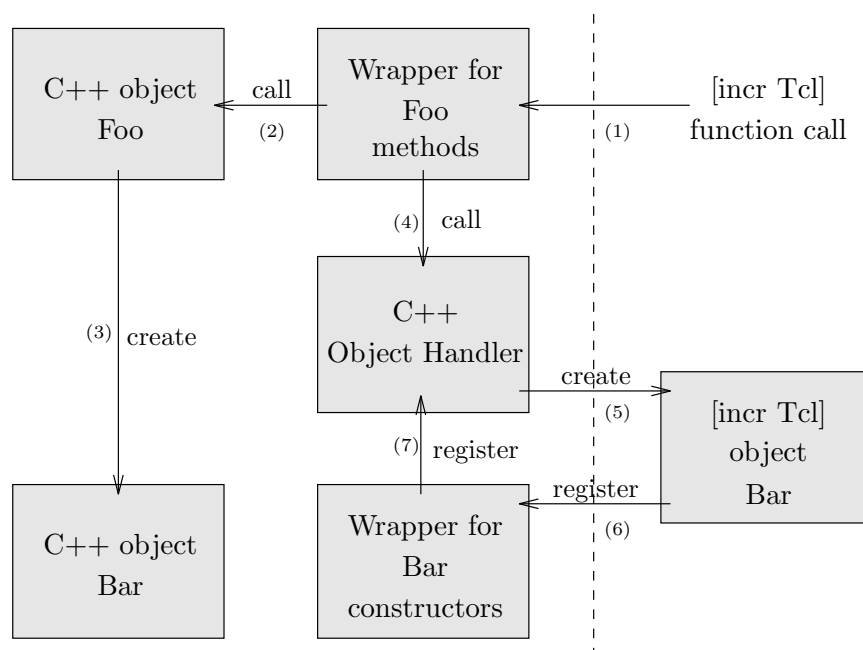 C++ object
Foo
call
(2)
Wrapper for
Foo
methods
(1)
[incr Tcl]
function call
(4)
call
(3)
create
C++
Object Handler
create
(5)
[incr Tcl]
object
Bar
(7)
register
register
(6)
C++ object
Bar
Wrapper for
Bar
constructors